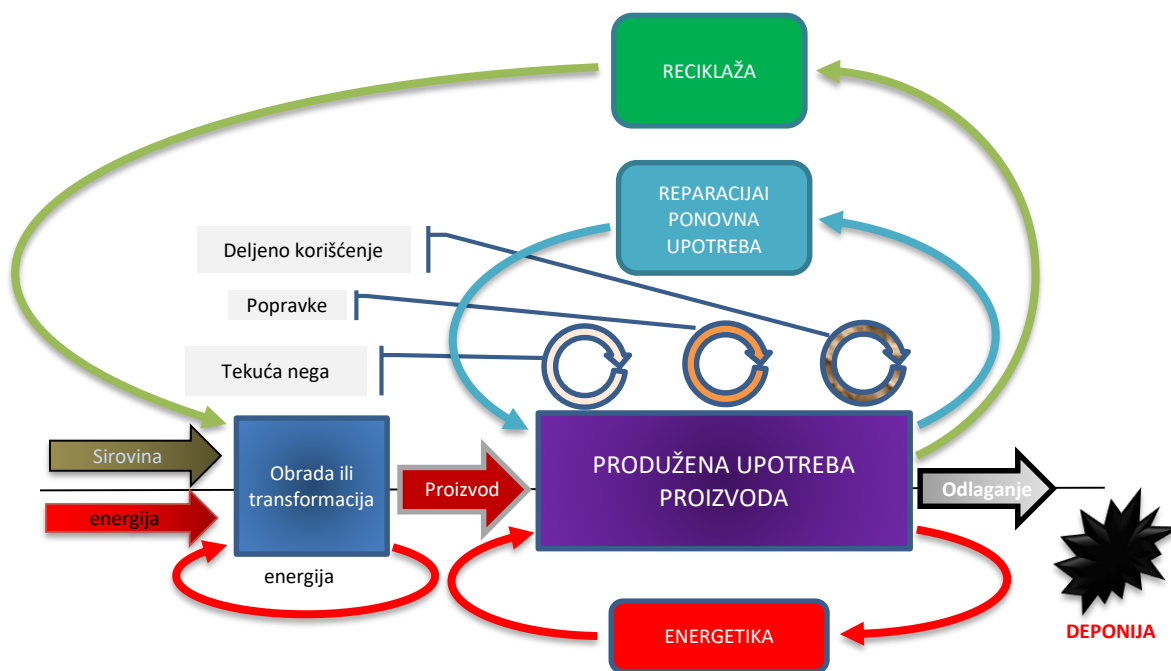 RECIKLAŽA
REPARACIJAI
PONOVNA
UPOTREBA
Deljeno korišćenje
Popravke
Tekuća nega
Sirovina
energija
Obrada ili
transformacija
energija
Proizvod
PRODUŽENA UPOTREBA
PROIZVODA
Odlaganje
ENERGETIKA
DEPONIJA